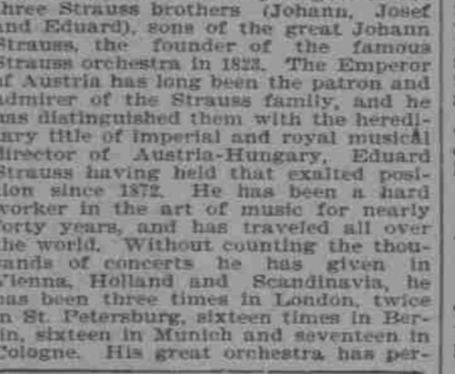 three Strauss brothers (Johann, Josef
and Eduard), sons of the great Johann
Strauss, the founder of the famous
Strauss orchestra in 1823. The Emperor
of Austria has long been the patron and
admirer of the Strauss family, and he
has distinguished them with the heredi-
tary title of imperial and royal musical
director of Austria-Hungary, Eduard
Strauss having held that exalted posi-
tion since 1872. He has been a hard
worker in the art of music for nearly
forty years, and has traveled all over
the world. Without counting the thou-
sands of concerts he has given in
Vienna, Holland and Scandinavia, he
has been three times in London, twice
in St. Petersburg, sixteen times in Ber-
lin, sixteen in Munich and seventeen in
Cologne. His great orchestra has per-